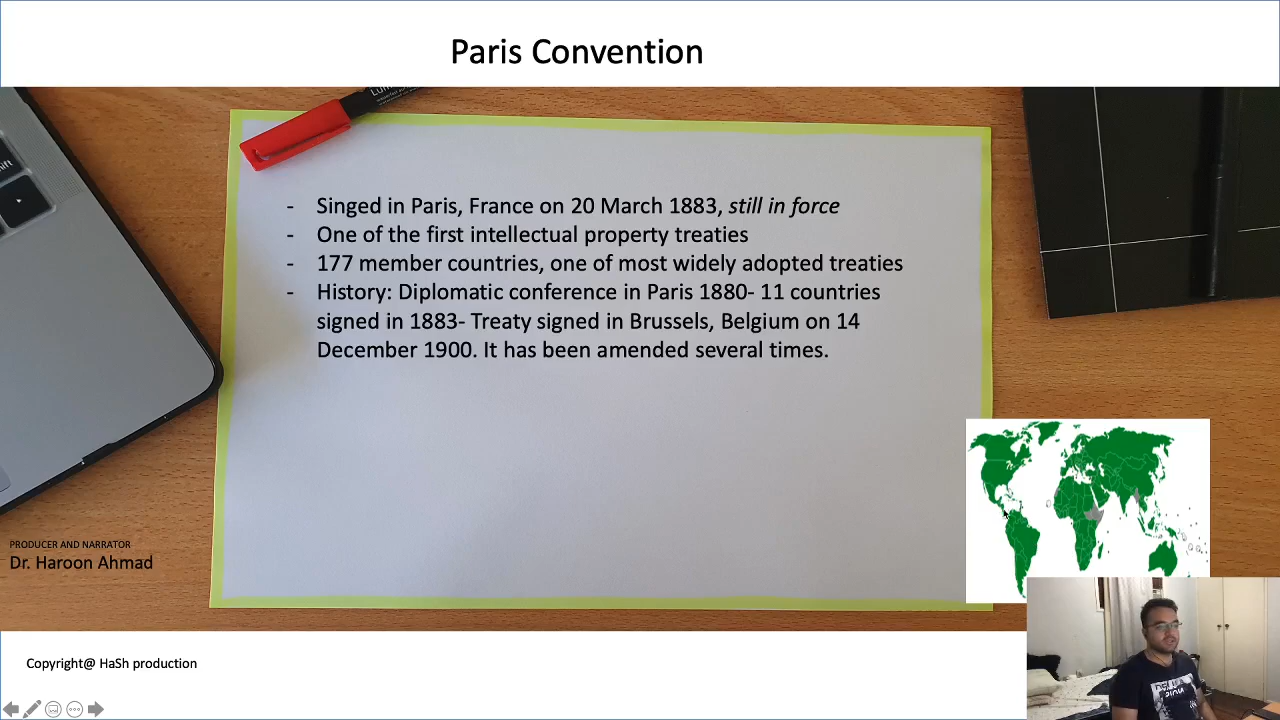 Paris Convention
- Singed in Paris, France on 20 March 1883, still in force
- One of the first intellectual property treaties
- 177 member countries, one of most widely adopted treaties
- History: Diplomatic conference in Paris 1880- 11 countries
signed in 1883- Treaty signed in Brussels, Belgium on 14
December 1900. It has been amended several times.
PRODUCER AND NARRATOR
Dr. Haroon Ahmad
Copyright@ HaSh production